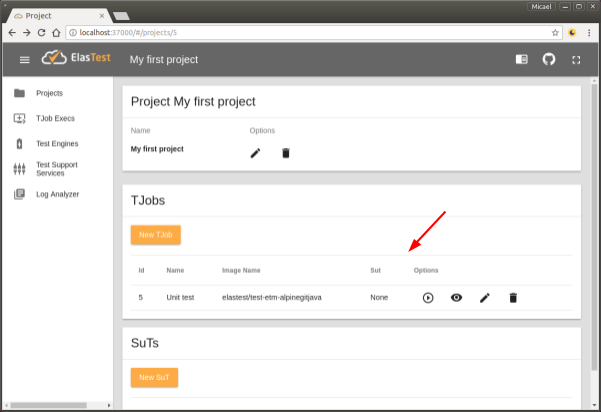 Micael
Project
localhost:37000/#/projects/5
ElasTest
My first project
Projects
TJob Execs
Test Engines
Test Support
Services
Log Analyzer
Project My first project
Name Options
My first project
TJobs
New TJob
Id Name Image Name Sut Options
5 Unit test elastest/test-etm-alpinegitjava None
SuTs
New SuT